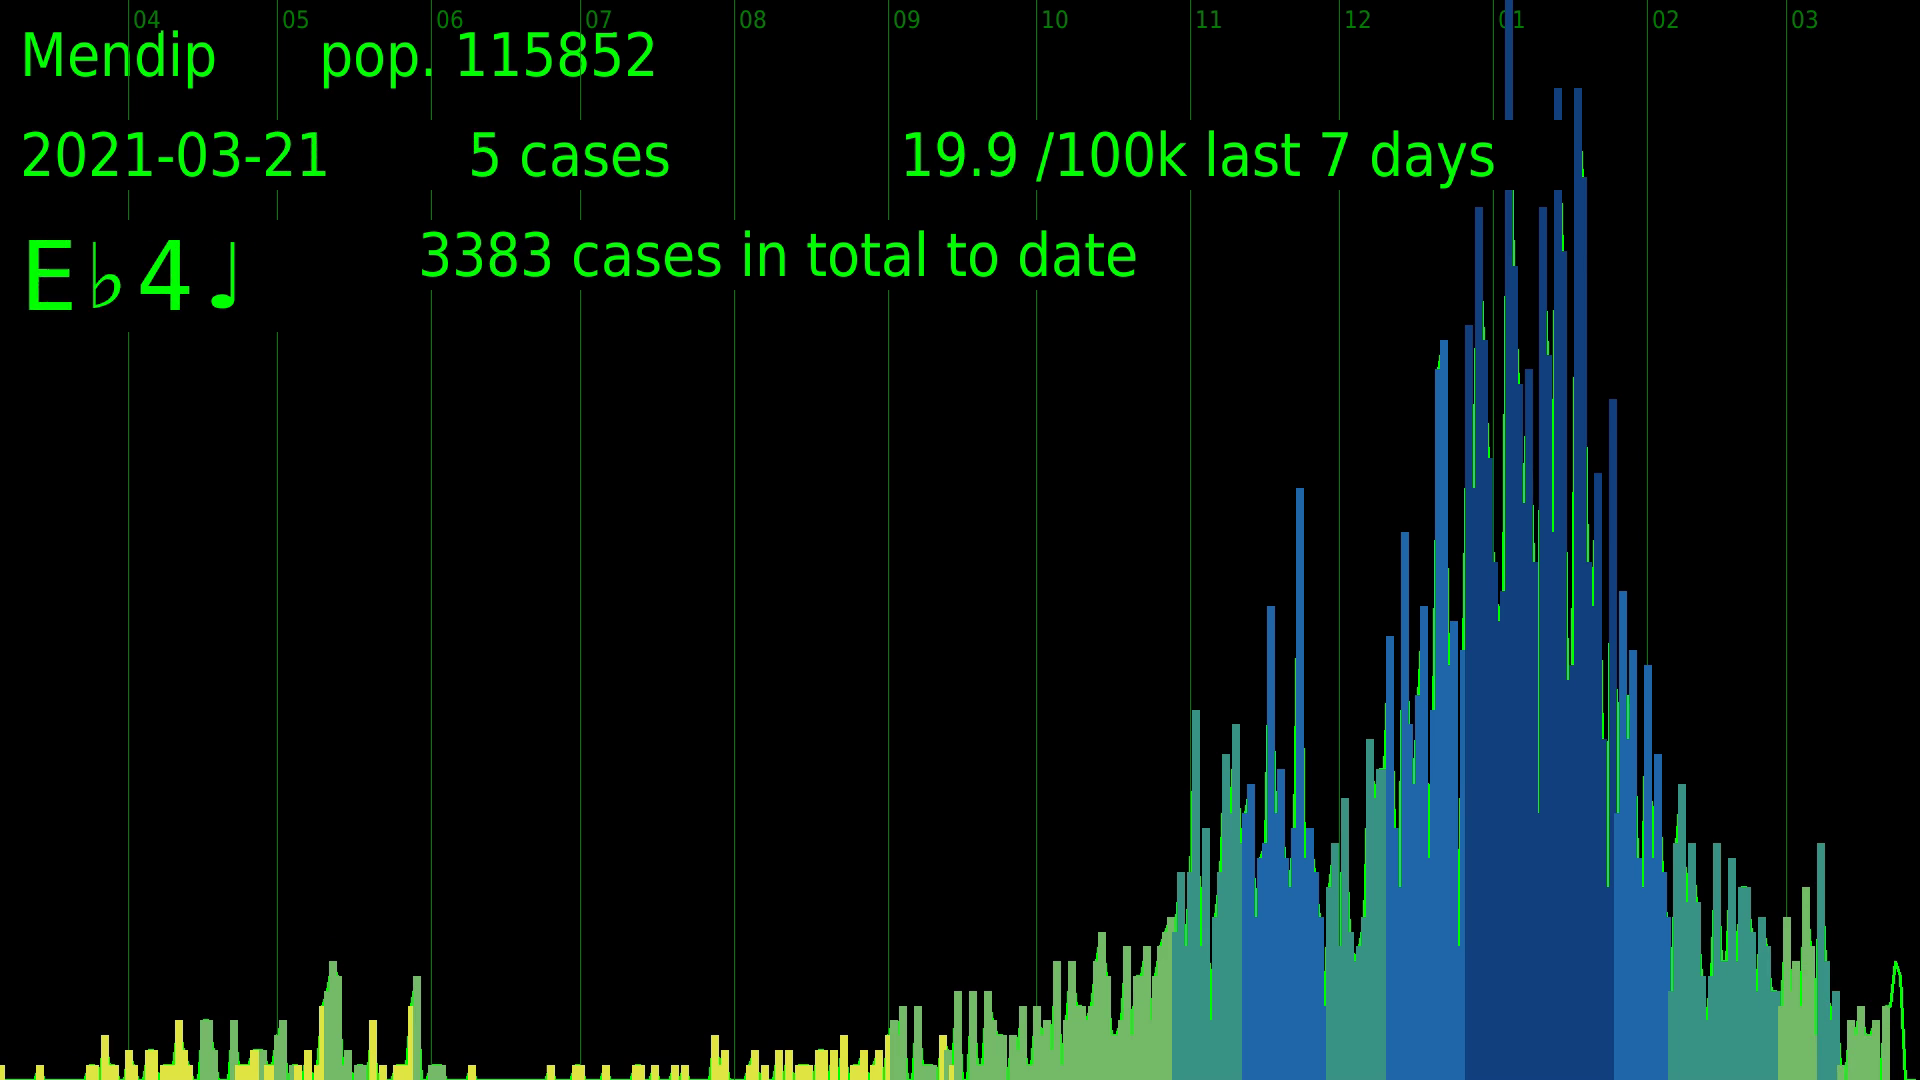 04 05 06 07 08 09 10 11 12 01 02 03
Mendip pop. 115852
2021-03-21 5 cases 19.9 /100k last 7 days
E♭4♩ 3383 cases in total to date